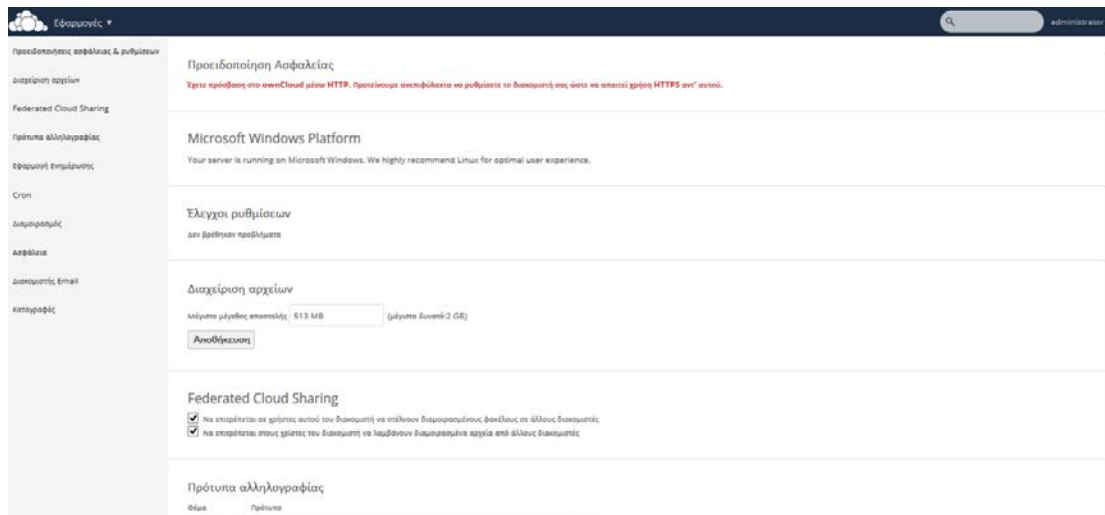 Εφαρμογές ▼
administrator
Προειδοποιήσεις ασφάλειας & ρυθμίσεων
Διαχείριση αρχείων
Federated Cloud Sharing
Πρότυπα αλληλογραφίας
Εφαρμογή Ενημέρωσης
Cron
Διαμοιρασμός
Ασφάλεια
Διακομιστής Email
Καταγραφές
Προειδοποίηση Ασφαλείας
Έχετε πρόσβαση στο ownCloud μέσω HTTP. Προτείνουμε ανεπιφύλακτα να ρυθμίσετε το διακομιστή σας ώστε να απαιτεί χρήση HTTPS αντ' αυτού.
Microsoft Windows Platform
Your server is running on Microsoft Windows. We highly recommend Linux for optimal user experience.
Έλεγχοι ρυθμίσεων
Δεν βρέθηκαν προβλήματα
Διαχείριση αρχείων
Μέγιστο μέγεθος αποστολής 513 MB (μέγιστο δυνατό:2 GB)
Αποθήκευση
Federated Cloud Sharing
Να επιτρέπεται σε χρήστες αυτού του διακομιστή να στέλνουν διαμοιρασμένους φακέλους σε άλλους διακομιστές
Να επιτρέπεται στους χρίστες του διακομιστή να λαμβάνουν διαμοιρασμένα αρχεία από άλλους διακομιστές
Πρότυπα αλληλογραφίας
Θέμα Πρότυπο